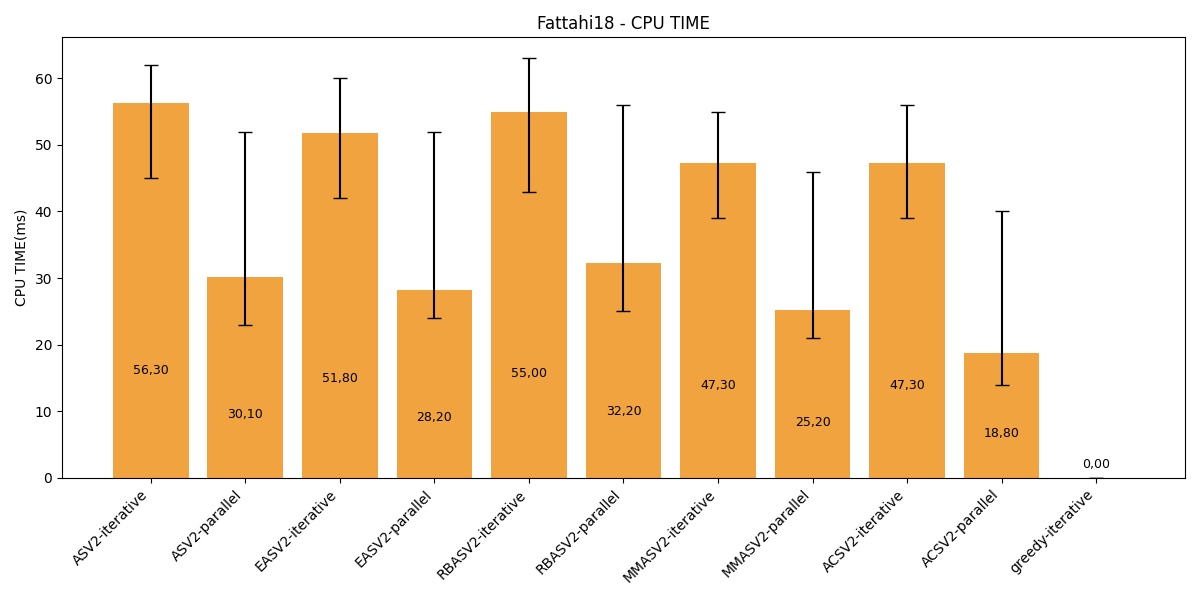 Fattahi18 - CPU TIME
CPU TIME(ms)
60
50
40
30
20
10
0
56,30
30,10
51,80
28,20
55,00
32,20
47,30
25,20
47,30
18,80
0,00
ASV2-iterative
ASV2-parallel
EASV2-iterative
EASV2-parallel
RBASV2-iterative
RBASV2-parallel
MMASV2-iterative
MMASV2-parallel
ACSV2-iterative
ACSV2-parallel
greedy-iterative